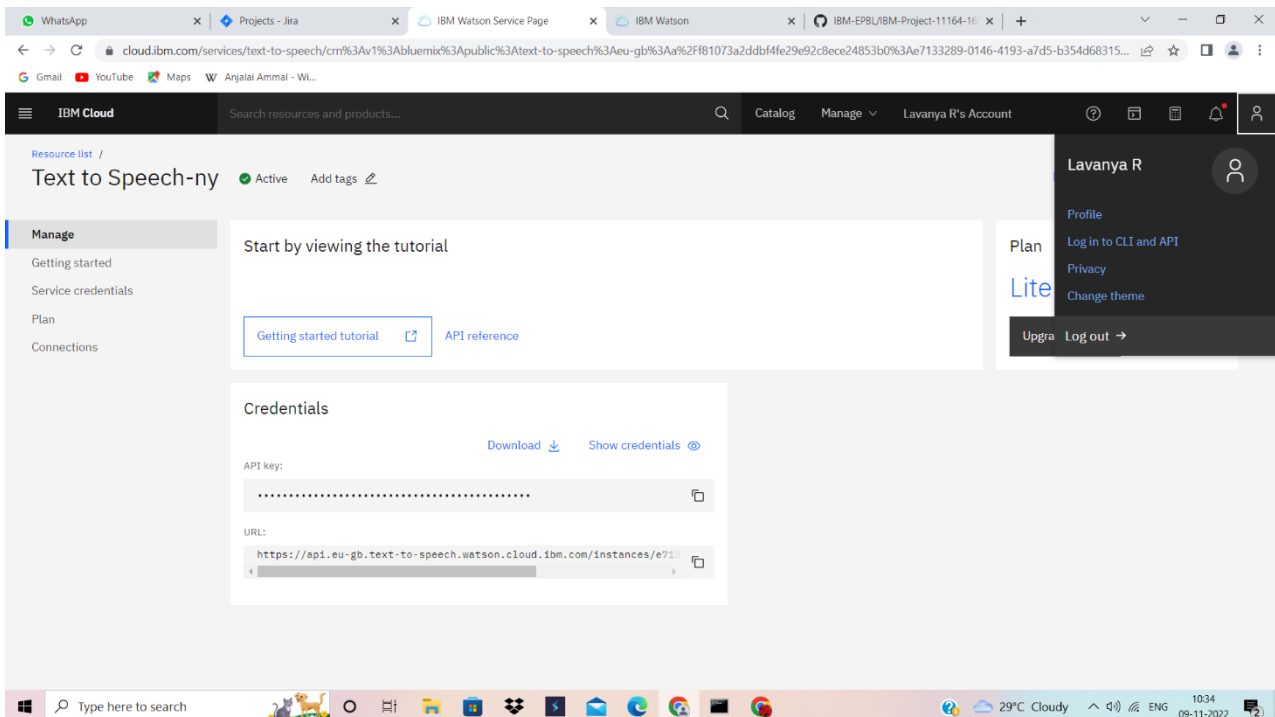 WhatsApp
Projects - Jira
IBM Watson Service Page
IBM Watson
IBM-EPBL/IBM-Project-11164-16
cloud.ibm.com/services/text-to-speech/crn%3Av1%3Abluemix%3Apublic%3Atext-to-speech%3Aeu-gb%3Aa%2Ff81073a2ddbf4fe29e92c8ece24853b0%3Ae7133289-0146-4193-a7d5-b354d68315...
Gmail YouTube Maps Anjalai Ammal - Wi...
IBM Cloud Search resources and products... Catalog Manage Lavanya R's Account
Resource list /
Text to Speech-ny Active Add tags
Lavanya R
Profile
Log in to CLI and API
Privacy
Change theme
Log out →
Manage
Getting started
Service credentials
Plan
Connections
Start by viewing the tutorial
Getting started tutorial API reference
Plan
Lite
Upgra
Credentials
Download Show credentials
API key:
URL:
https://api.eu-gb.text-to-speech.watson.cloud.ibm.com/instances/e713
Type here to search
29°C Cloudy ENG 10:34
09-11-2022